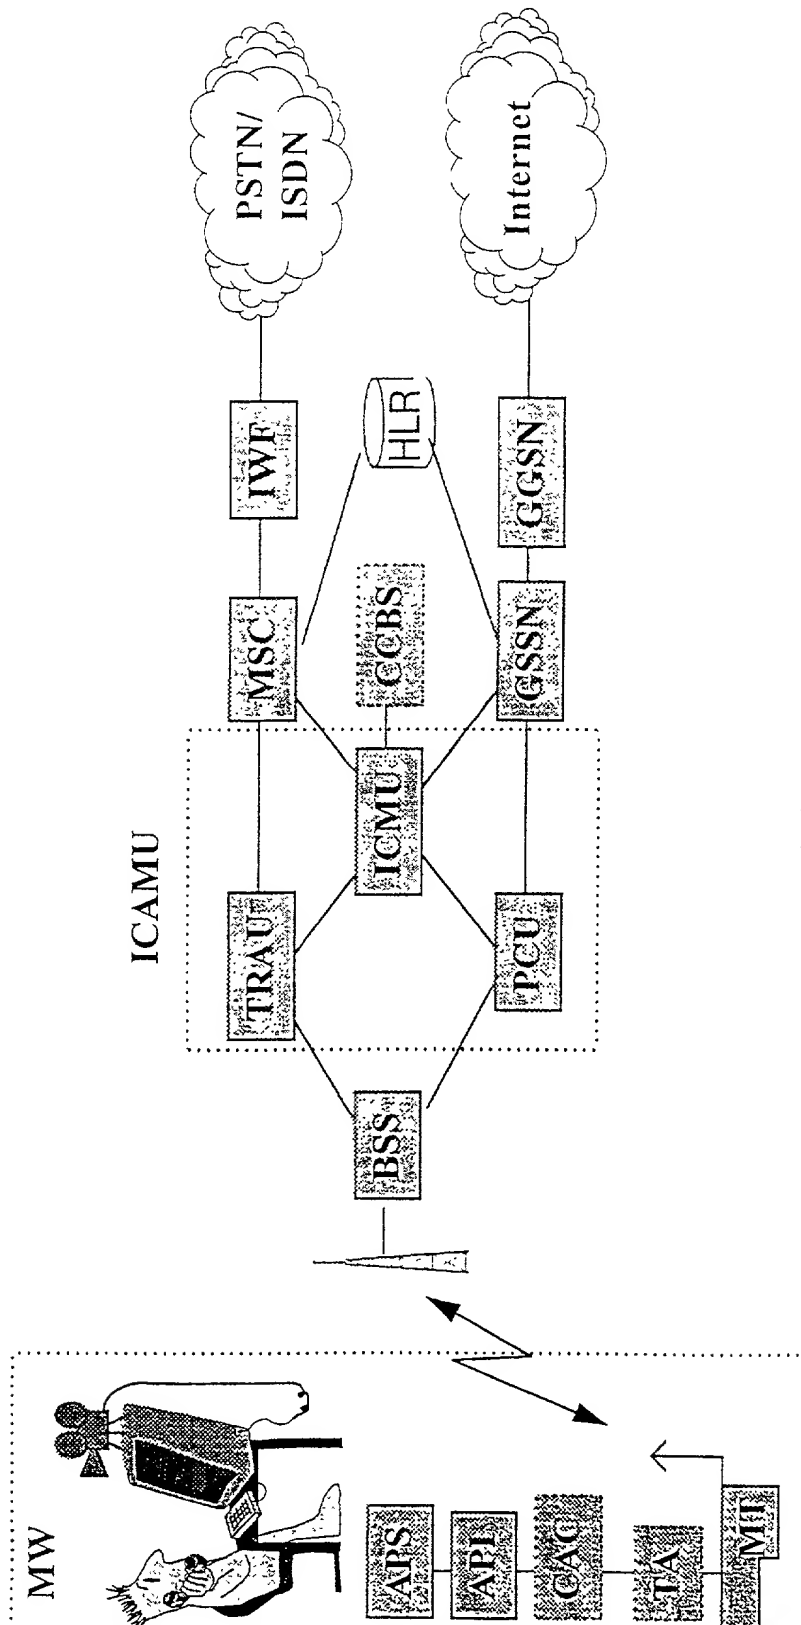 MW
APS
API
CAC
TA
MT
BSS
ICAMU
TRAU
ICMU
PCU
MSC
CCBS
GSSN
IWF
HLR
GGSN
PSTN/
ISDN
Internet